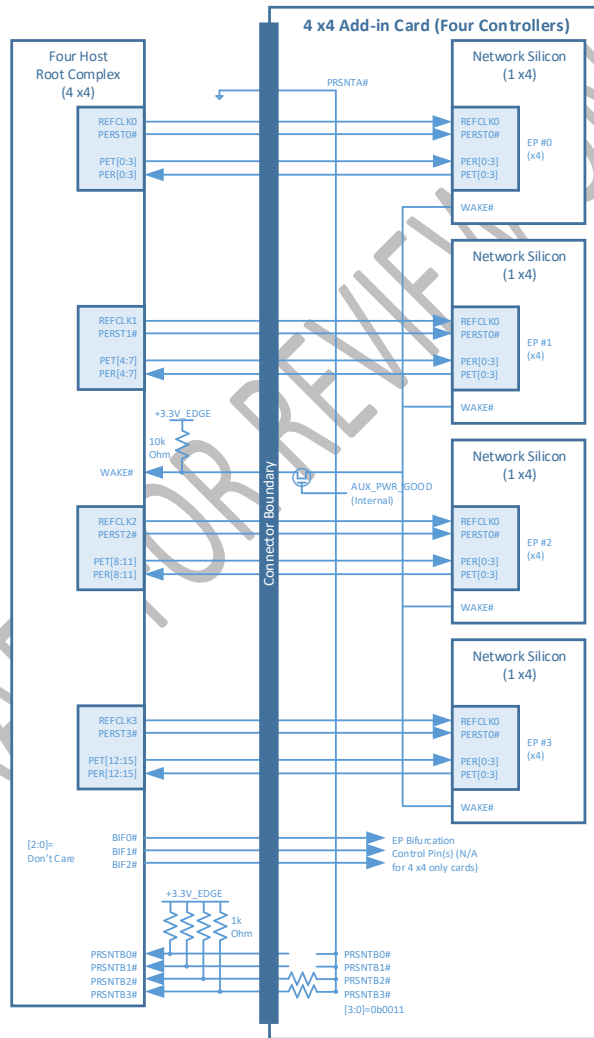 4 x4 Add-in Card (Four Controllers)
Four Host
Root Complex
(4 x4)
PRSNTA#
Network Silicon
(1 x4)
REFCLK0
PERST0#
PET[0:3]
PER[0:3]
REFCLK0
PERST0#
PER[0:3]
PET[0:3]
EP #0
(x4)
WAKE#
Network Silicon
(1 x4)
REFCLK1
PERST1#
PET[4:7]
PER[4:7]
REFCLK0
PERST0#
PER[0:3]
PET[0:3]
EP #1
(x4)
WAKE#
+3.3V_EDGE
10k
Ohm
WAKE#
AUX_PWR_GOOD
(Internal)
Connector Boundary
Network Silicon
(1 x4)
REFCLK2
PERST2#
PET[8:11]
PER[8:11]
REFCLK0
PERST0#
PER[0:3]
PET[0:3]
EP #2
(x4)
WAKE#
Network Silicon
(1 x4)
REFCLK3
PERST3#
PET[12:15]
PER[12:15]
REFCLK0
PERST0#
PER[0:3]
PET[0:3]
EP #3
(x4)
WAKE#
[2:0]=
Don't Care
BIF0#
BIF1#
BIF2#
EP Bifurcation
Control Pin(s) (N/A
for 4 x4 only cards)
+3.3V_EDGE
1k
Ohm
PRSNTB0#
PRSNTB1#
PRSNTB2#
PRSNTB3#
PRSNTB0#
PRSNTB1#
PRSNTB2#
PRSNTB3#
[3:0]=0b0011
FOR REVIEW